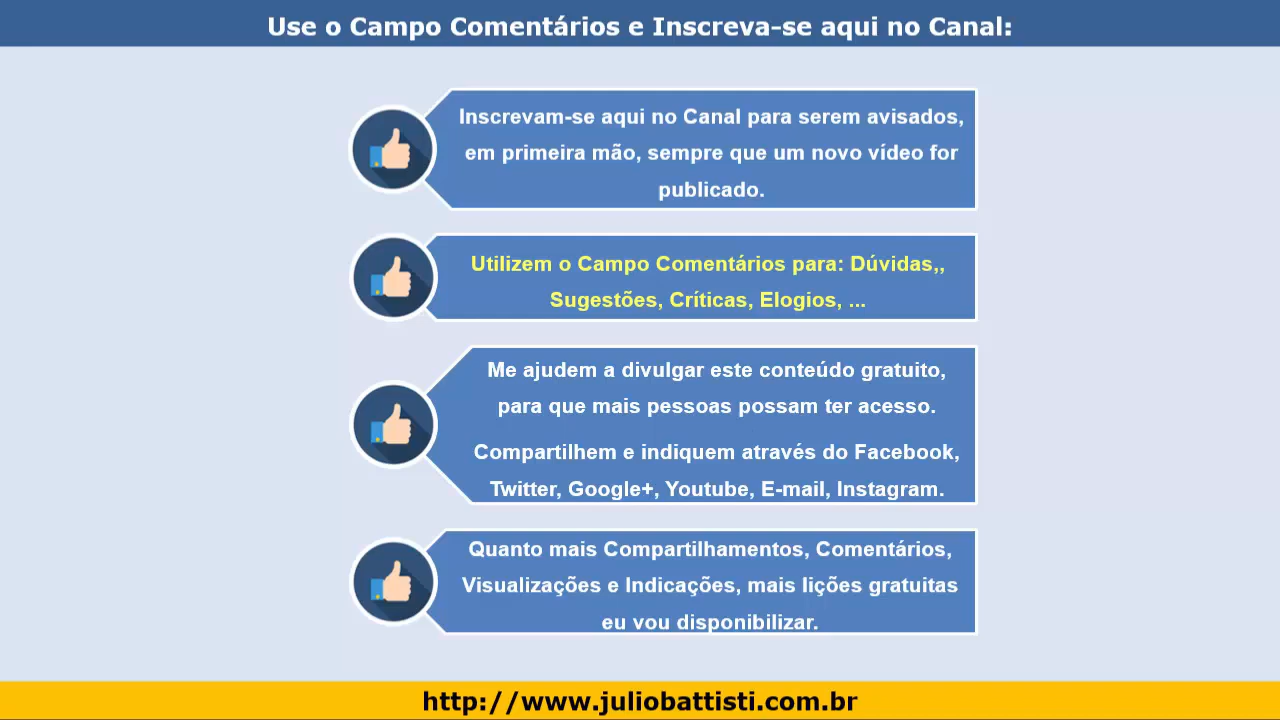 Use o Campo Comentários e Inscreva-se aqui no Canal:
Inscrevam-se aqui no Canal para serem avisados,
em primeira mão, sempre que um novo vídeo for
publicado.
Utilizem o Campo Comentários para: Dúvidas,,
Sugestões, Críticas, Elogios, ...
Me ajudem a divulgar este conteúdo gratuito,
para que mais pessoas possam ter acesso.
Compartilhem e indiquem através do Facebook,
Twitter, Google+, Youtube, E-mail, Instagram.
Quanto mais Compartilhamentos, Comentários,
Visualizações e Indicações, mais lições gratuitas
eu vou disponibilizar.
http://www.juliobattisti.com.br